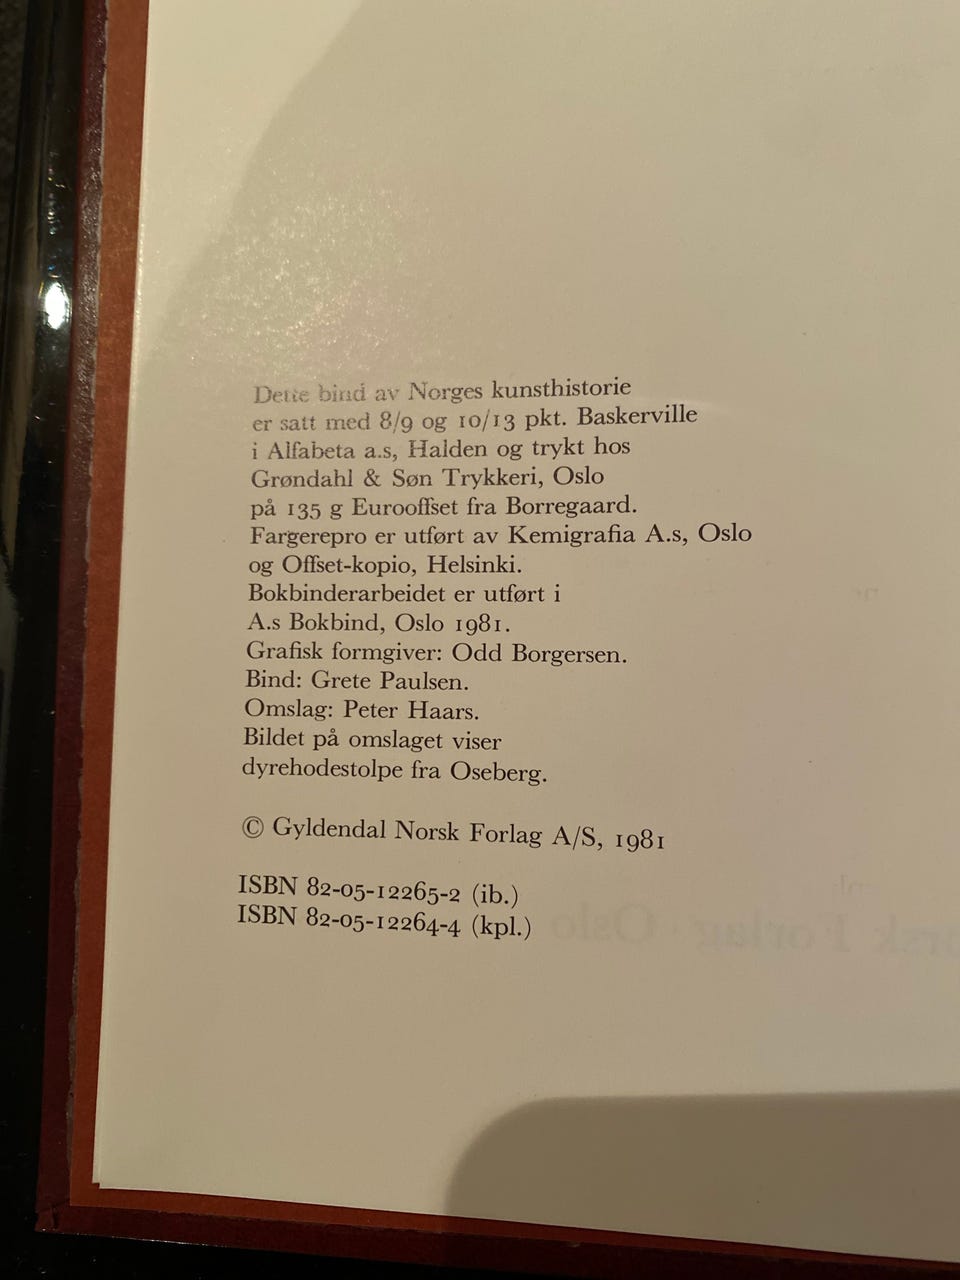 Dette bind av Norges kunsthistorie
er satt med 8/9 og 10/13 pkt. Baskerville
i Alfabeta a.s, Halden og trykt hos
Grøndahl & Søn Trykkeri, Oslo
på 135 g Eurooffset fra Borregaard.
Fargerepro er utført av Kemigrafia A.s, Oslo
og Offset-kopio, Helsinki.
Bokbinderarbeidet er utført i
A.s Bokbind, Oslo 1981.
Grafisk formgiver: Odd Borgersen.
Bind: Grete Paulsen.
Omslag: Peter Haars.
Bildet på omslaget viser
dyrehodestolpe fra Oseberg.
© Gyldendal Norsk Forlag A/S, 1981
ISBN 82-05-12265-2 (ib.)
ISBN 82-05-12264-4 (kpl.)